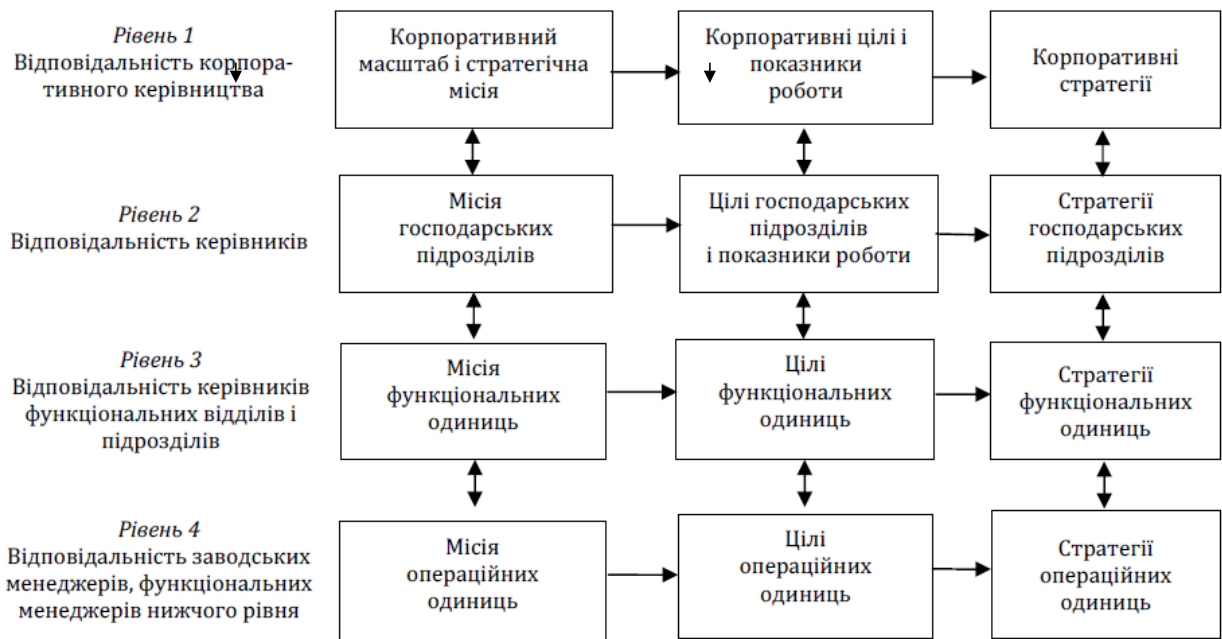 Рівень 1
Відповідальність корпора-
тивного керівництва
Корпоративний
масштаб і стратегічна
місія
Корпоративні цілі і
показники
роботи
Корпоративні
стратегії
Рівень 2
Відповідальність керівників
Місія
господарських
підрозділів
Цілі господарських
підрозділів
і показники роботи
Стратегії
господарських
підрозділів
Рівень 3
Відповідальність керівників
функціональних відділів і
підрозділів
Місія
функціональних
одиниць
Цілі
функціональних
одиниць
Стратегії
функціональних
одиниць
Рівень 4
Відповідальність заводських
менеджерів, функціональних
менеджерів нижчого рівня
Місія
операційних
одиниць
Цілі
операційних
одиниць
Стратегії
операційних
одиниць